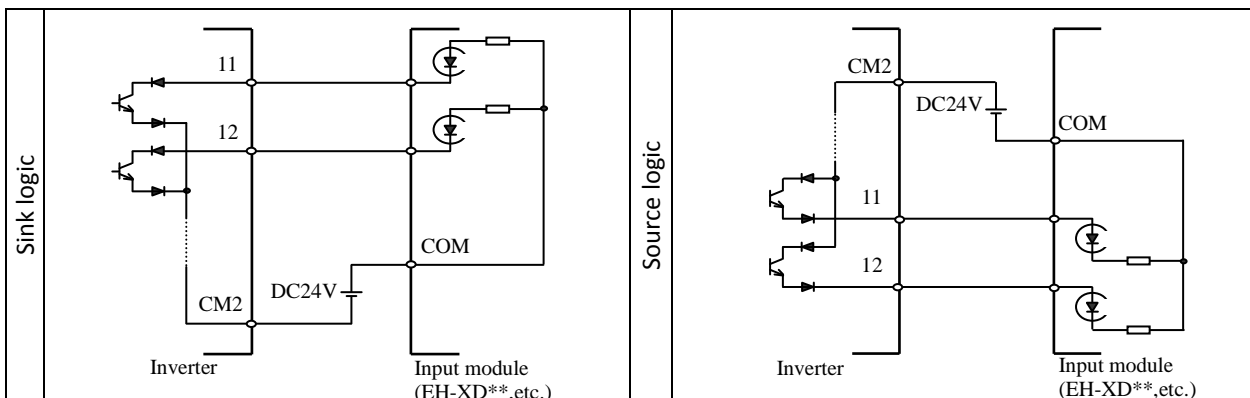 Sink logic
11
12
COM
DC24V
CM2
Inverter
Input module
(EH-XD**,etc.)
Source logic
CM2
DC24V
COM
11
12
Inverter
Input module
(EH-XD**,etc.)